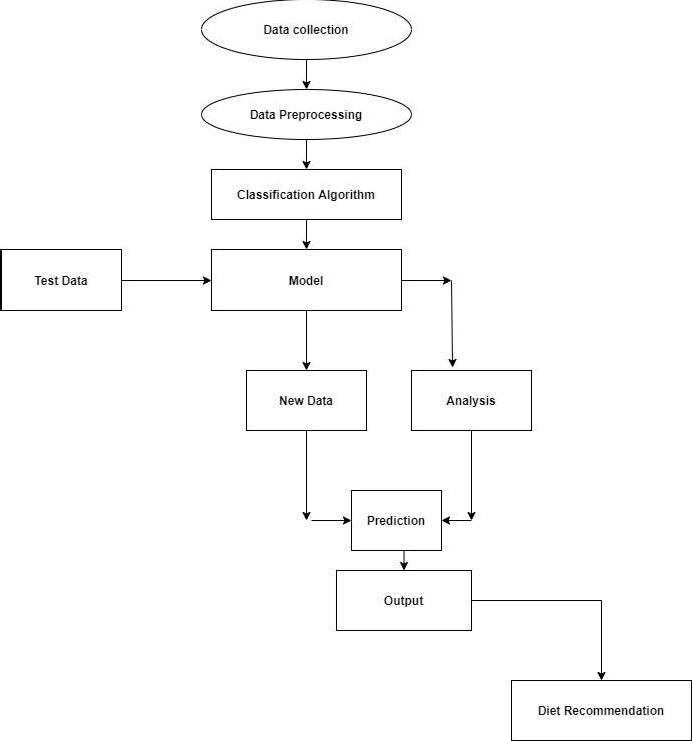 Data collection
Data Preprocessing
Classification Algorithm
Test Data
Model
New Data
Analysis
Prediction
Output
Diet Recommendation